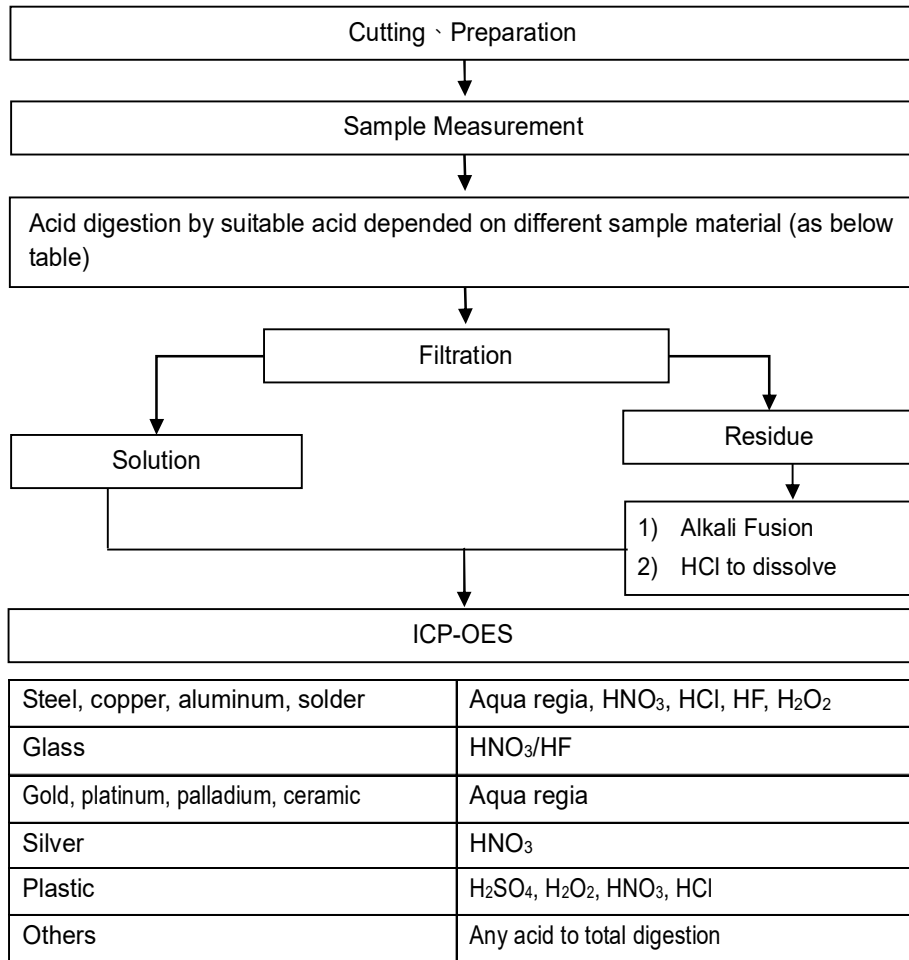 Cutting、Preparation
Sample Measurement
Acid digestion by suitable acid depended on different sample material (as below
table)
Filtration
Solution
Residue
1) Alkali Fusion
2) HCl to dissolve
ICP-OES
Steel, copper, aluminum, solder Aqua regia, HNO₃, HCl, HF, H₂O₂
Glass HNO₃/HF
Gold, platinum, palladium, ceramic Aqua regia
Silver HNO₃
Plastic H₂SO₄, H₂O₂, HNO₃, HCl
Others Any acid to total digestion